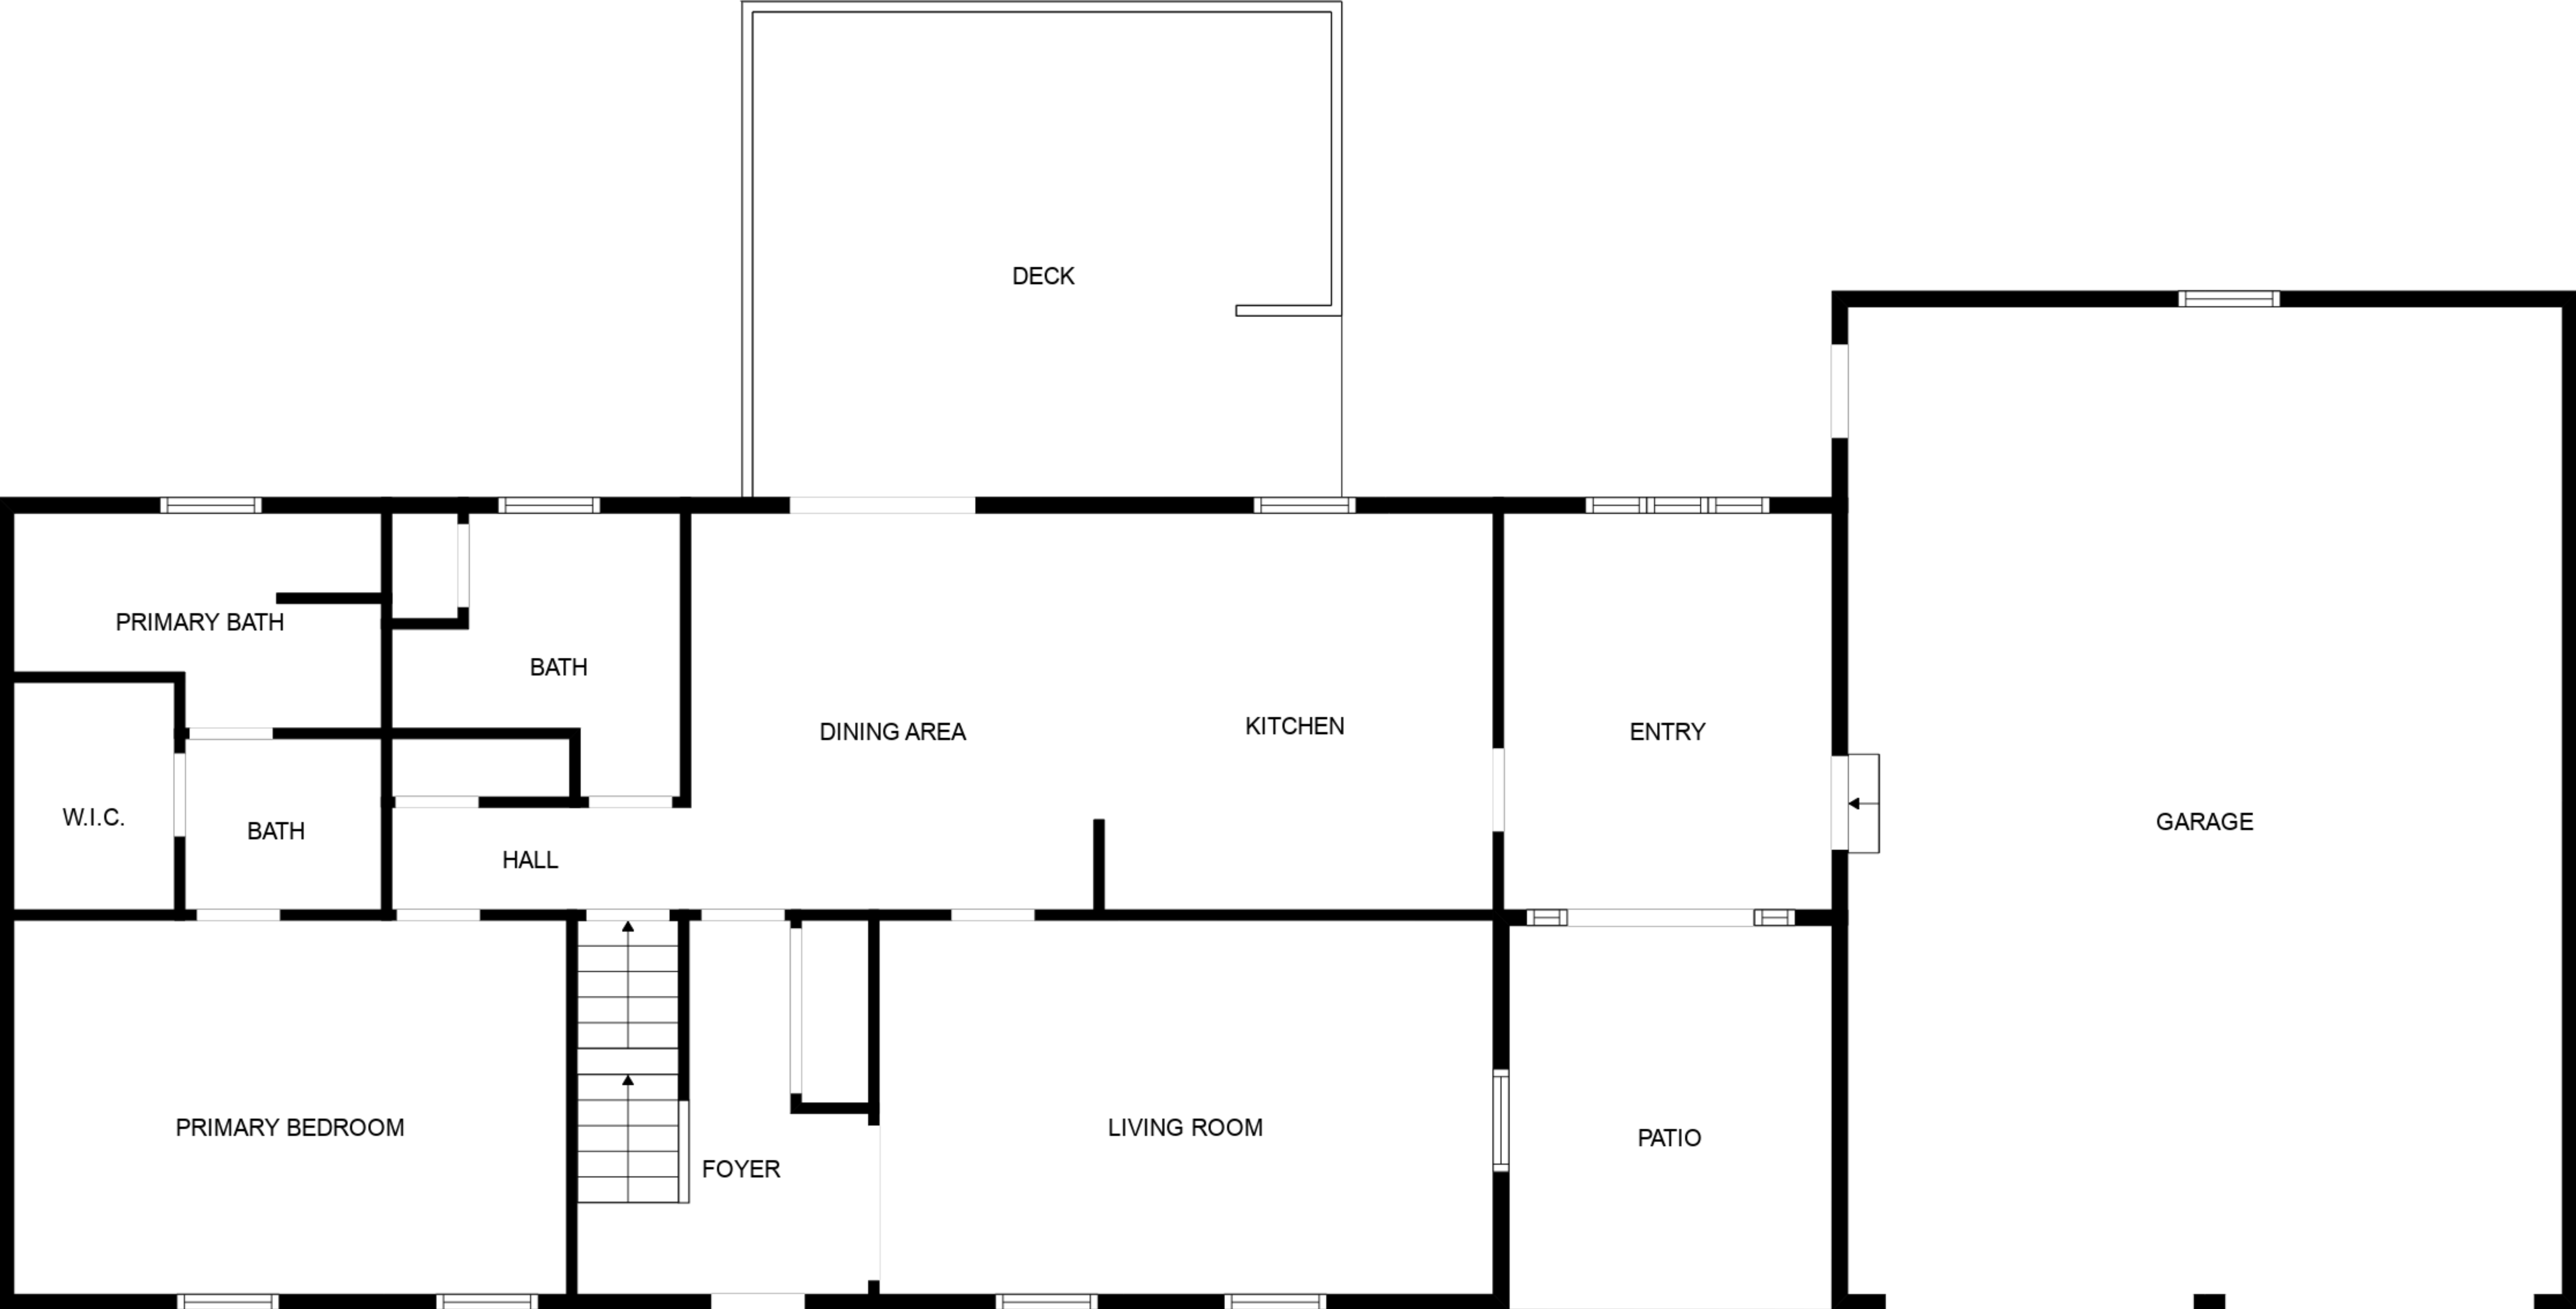 DECK
PRIMARY BATH
BATH
DINING AREA
KITCHEN
ENTRY
W.I.C.
BATH
HALL
GARAGE
PRIMARY BEDROOM
FOYER
LIVING ROOM
PATIO